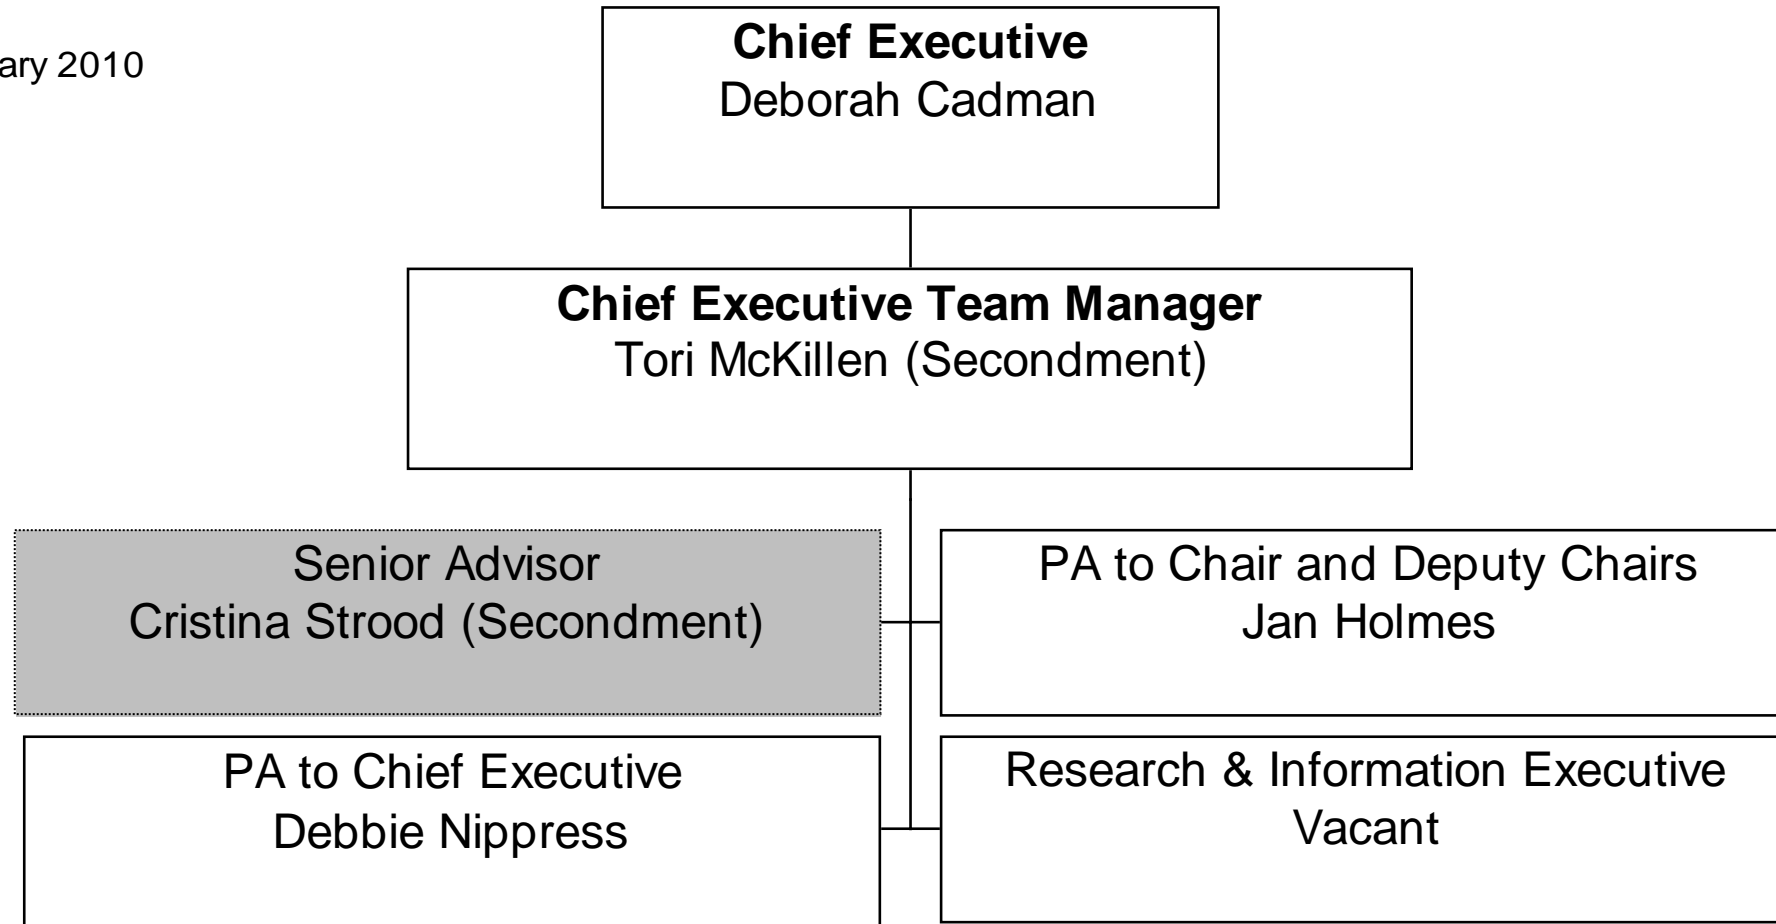 2010
Chief Executive
Deborah Cadman
Chief Executive Team Manager
Tori McKillen (Secondment)
Senior Advisor
Cristina Strood (Secondment)
PA to Chair and Deputy Chairs
Jan Holmes
PA to Chief Executive
Debbie Nippress
Research & Information Executive
Vacant